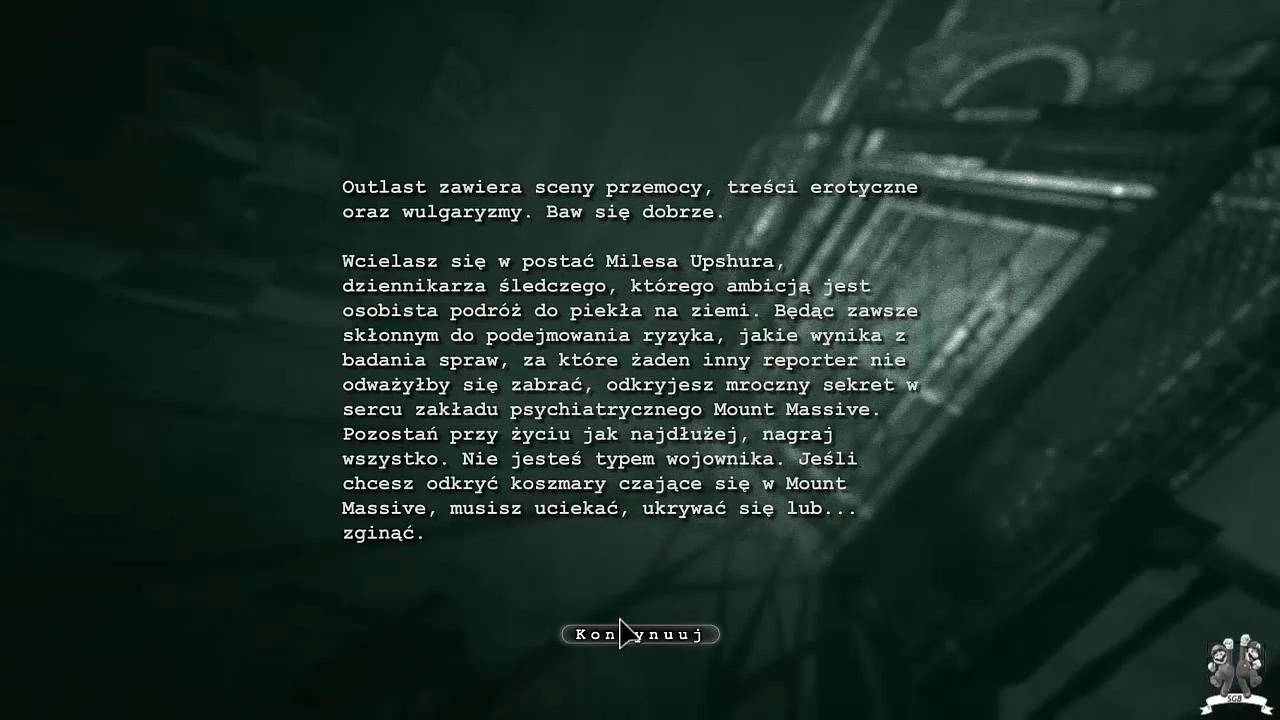 Outlast zawiera sceny przemocy, treści erotyczne
oraz wulgaryzmy. Baw się dobrze.
Wcielasz się w postać Milesa Upshura,
dziennikarza śledczego, którego ambicją jest
osobista podróż do piekła na ziemi. Będąc zawsze
skłonnym do podejmowania ryzyka, jakie wynika z
badania spraw, za które żaden inny reporter nie
odważyłby się zabrać, odkryjesz mroczny sekret w
sercu zakładu psychiatrycznego Mount Massive.
Pozostań przy życiu jak najdłużej, nagraj
wszystko. Nie jesteś typem wojownika. Jeśli
chcesz odkryć koszmary czające się w Mount
Massive, musisz uciekać, ukrywać się lub...
zginąć.
Kontynuuj
SGB